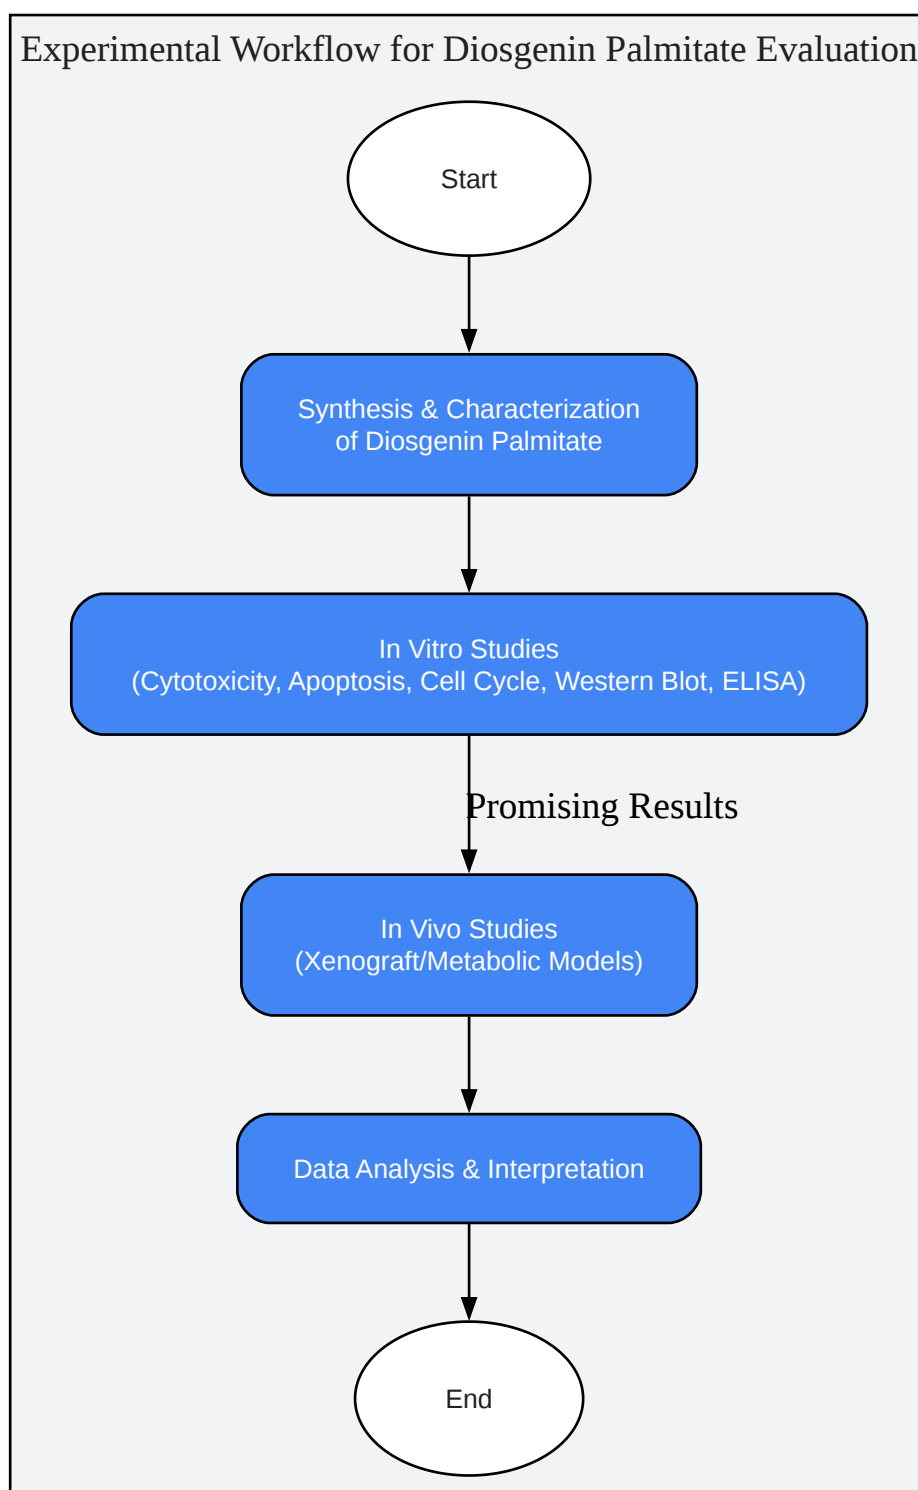 Experimental Workflow for Diosgenin Palmitate Evaluation
Start
Synthesis & Characterization
of Diosgenin Palmitate
In Vitro Studies
(Cytotoxicity, Apoptosis, Cell Cycle, Western Blot, ELISA)
Promising Results
In Vivo Studies
(Xenograft/Metabolic Models)
Data Analysis & Interpretation
End